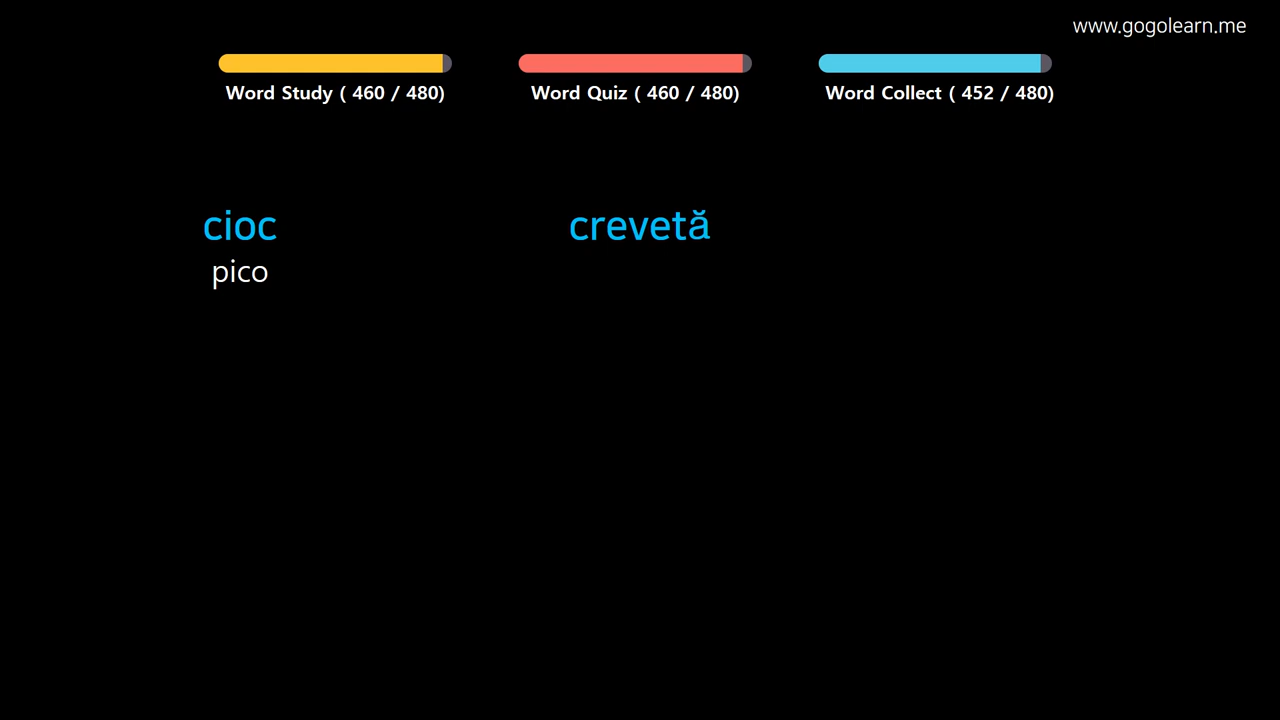 www.gogolearn.me
Word Study ( 460 / 480)
Word Quiz ( 460 / 480)
Word Collect ( 452 / 480)
cioc
crevetă
pico